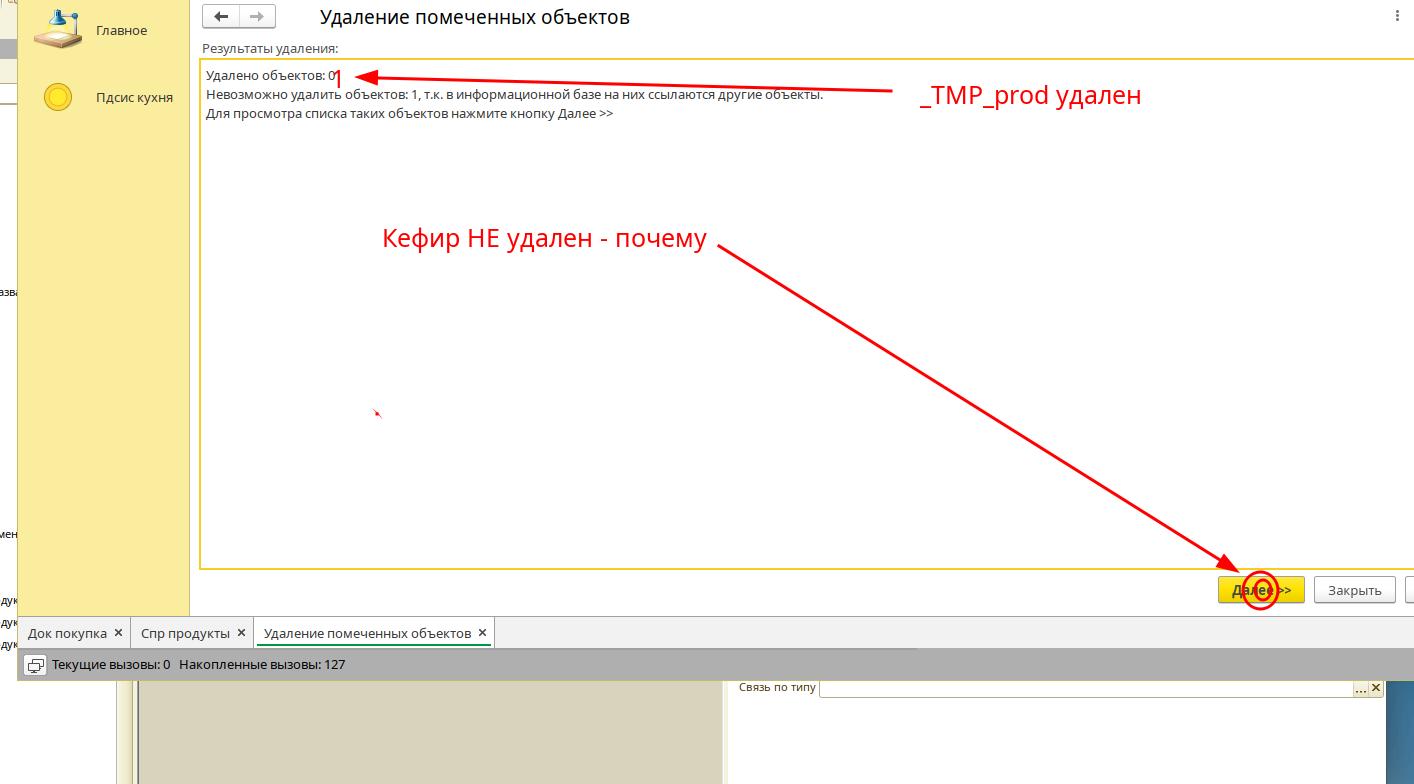 Главное
Пдсис кухня
Удаление помеченных объектов
Результаты удаления:
Удалено объектов: 01
Невозможно удалить объектов: 1, т.к. в информационной базе на них ссылаются другие объекты.
Для просмотра списка таких объектов нажмите кнопку Далее >>
_TMP_prod удален
Кефир НЕ удален - почему
Далее >>
Закрыть
Док покупка
Спр продукты
Удаление помеченных объектов
Текущие вызовы: 0 Накопленные вызовы: 127
Связь по типу